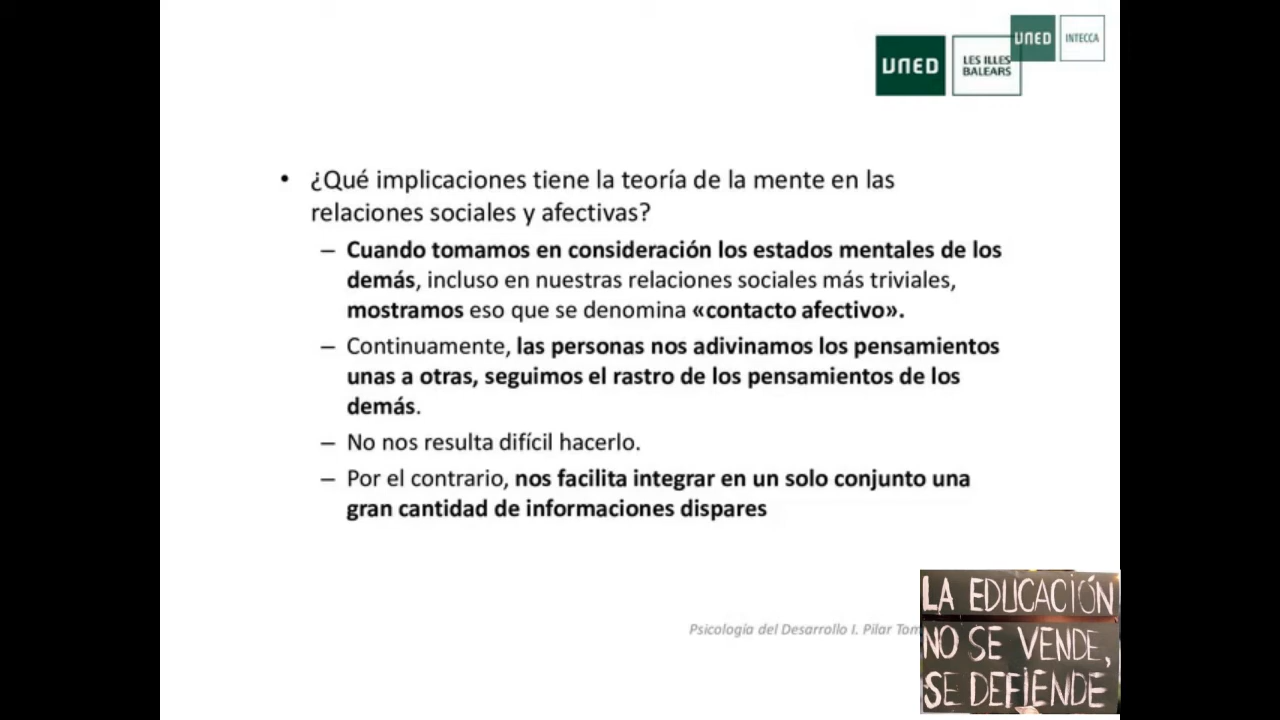 UNED
INTECCA
UNED
LES ILLES
BALEARS
• ¿Qué implicaciones tiene la teoría de la mente en las
relaciones sociales y afectivas?
– Cuando tomamos en consideración los estados mentales de los
demás, incluso en nuestras relaciones sociales más triviales,
mostramos eso que se denomina «contacto afectivo».
– Continuamente, las personas nos adivinamos los pensamientos
unas a otras, seguimos el rastro de los pensamientos de los
demás.
– No nos resulta difícil hacerlo.
– Por el contrario, nos facilita integrar en un solo conjunto una
gran cantidad de informaciones dispares
Psicología del Desarrollo I. Pilar
LA EDUCACIÓN
NO SE VENDE,
SE DEFIENDE